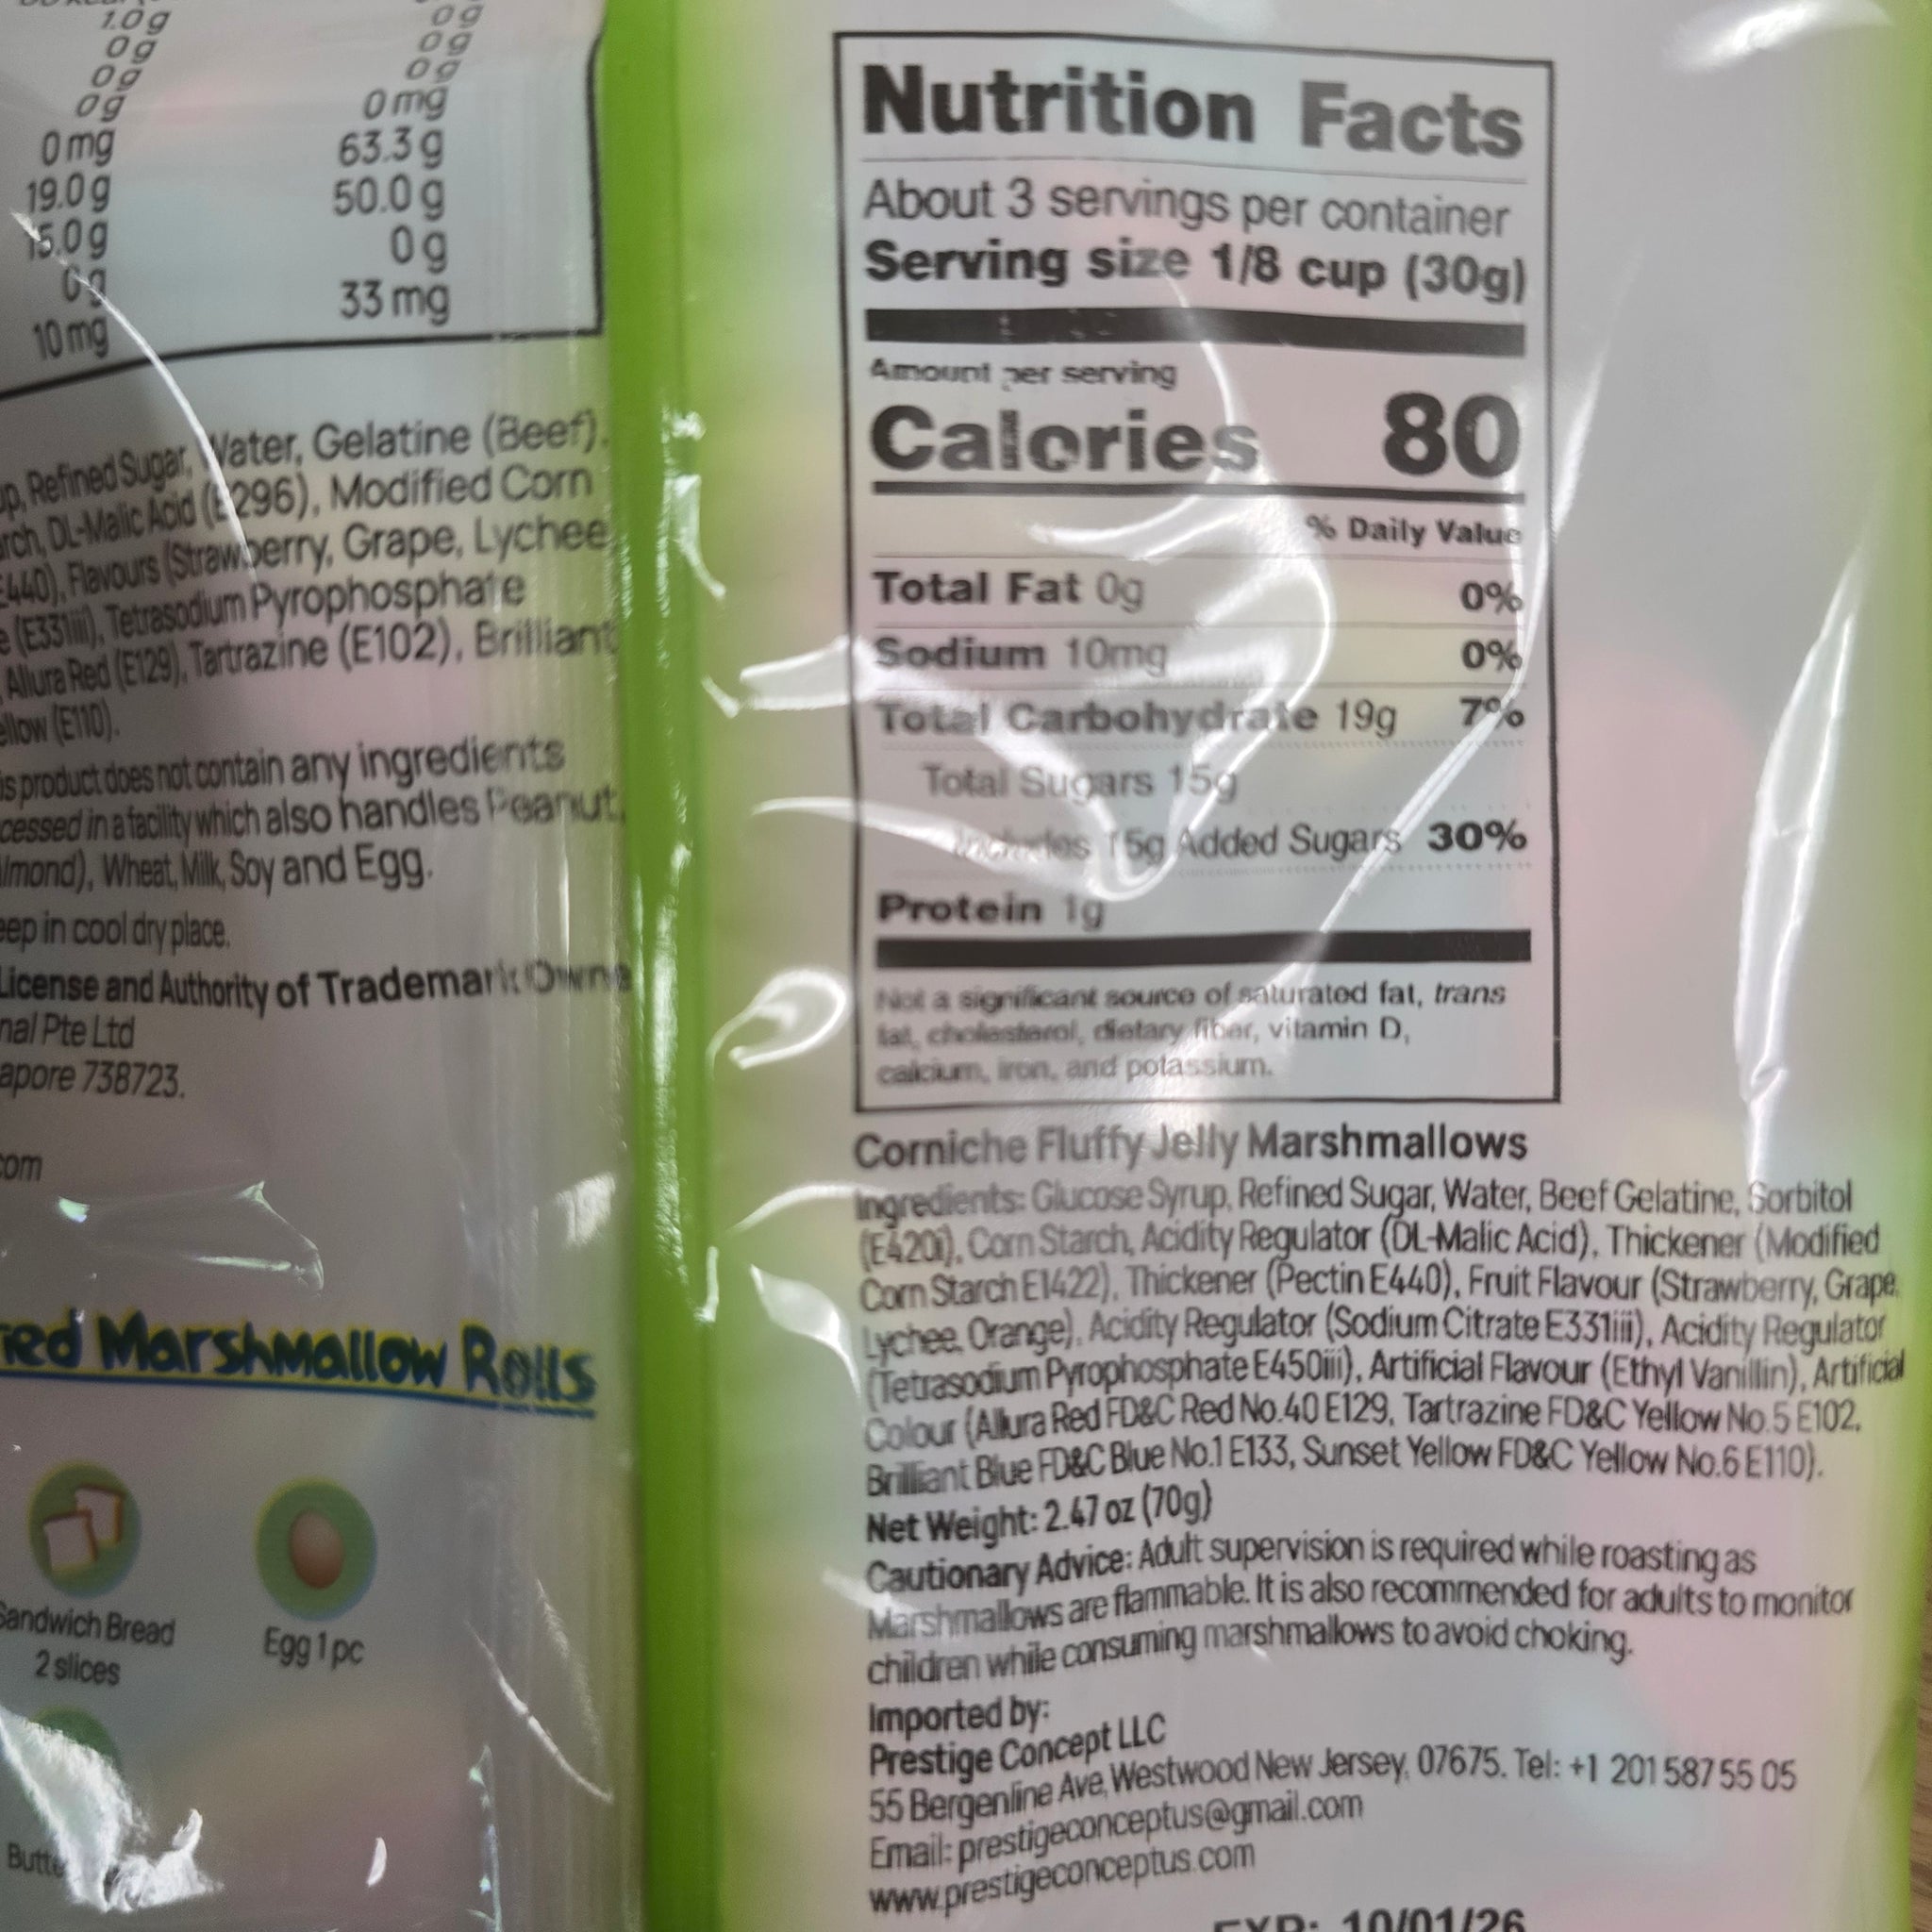 1.0g 0g
0g 0g
0g 0g
0g 0mg
0mg 63.3g
19.0g 50.0g
15.0g 0g
0g 33mg
10mg
Refined Sugar, Water, Gelatine (Beef),
DL-Malic Acid (E296), Modified Corn
E440), Flavours (Strawberry, Grape, Lychee
(E331iii), Tetrasodium Pyrophosphate
Allura Red (E129), Tartrazine (E102), Brilliant
(E110).
product does not contain any ingredients
in a facility which also handles Peanut,
Wheat, Milk, Soy and Egg.
in cool dry place.
License and Authority of Trademark Owne
Pte Ltd
738723.
com
Marshmallow Rolls
Sandwich Bread
2 slices
Egg 1 pc
Nutrition Facts
About 3 servings per container
Serving size 1/8 cup (30g)
Amount per serving
Calories 80
% Daily Value
Total Fat 0g 0%
Sodium 10mg 0%
Total Carbohydrate 19g 7%
Total Sugars 15g
Includes 15g Added Sugars 30%
Protein 1g
Not a significant source of saturated fat, trans
fat, cholesterol, dietary fiber, vitamin D,
calcium, iron, and potassium.
Corniche Fluffy Jelly Marshmallows
Ingredients: Glucose Syrup, Refined Sugar, Water, Beef Gelatine, Sorbitol
(E420i), Corn Starch, Acidity Regulator (DL-Malic Acid), Thickener (Modified
Corn Starch E1422), Thickener (Pectin E440), Fruit Flavour (Strawberry, Grape,
Lychee, Orange), Acidity Regulator (Sodium Citrate E331iii), Acidity Regulator
(Tetrasodium Pyrophosphate E450iii), Artificial Flavour (Ethyl Vanillin), Artificial
Colour (Allura Red FD&C Red No.40 E129, Tartrazine FD&C Yellow No.5 E102,
Brilliant Blue FD&C Blue No.1 E133, Sunset Yellow FD&C Yellow No.6 E110).
Net Weight: 2.47 oz (70g)
Cautionary Advice: Adult supervision is required while roasting as
Marshmallows are flammable. It is also recommended for adults to monitor
children while consuming marshmallows to avoid choking.
Imported by:
Prestige Concept LLC
55 Bergenline Ave, Westwood New Jersey, 07675. Tel: +1 201 587 55 05
Email: prestigeconceptus@gmail.com
www.prestigeconceptus.com
EXP: 10/01/26